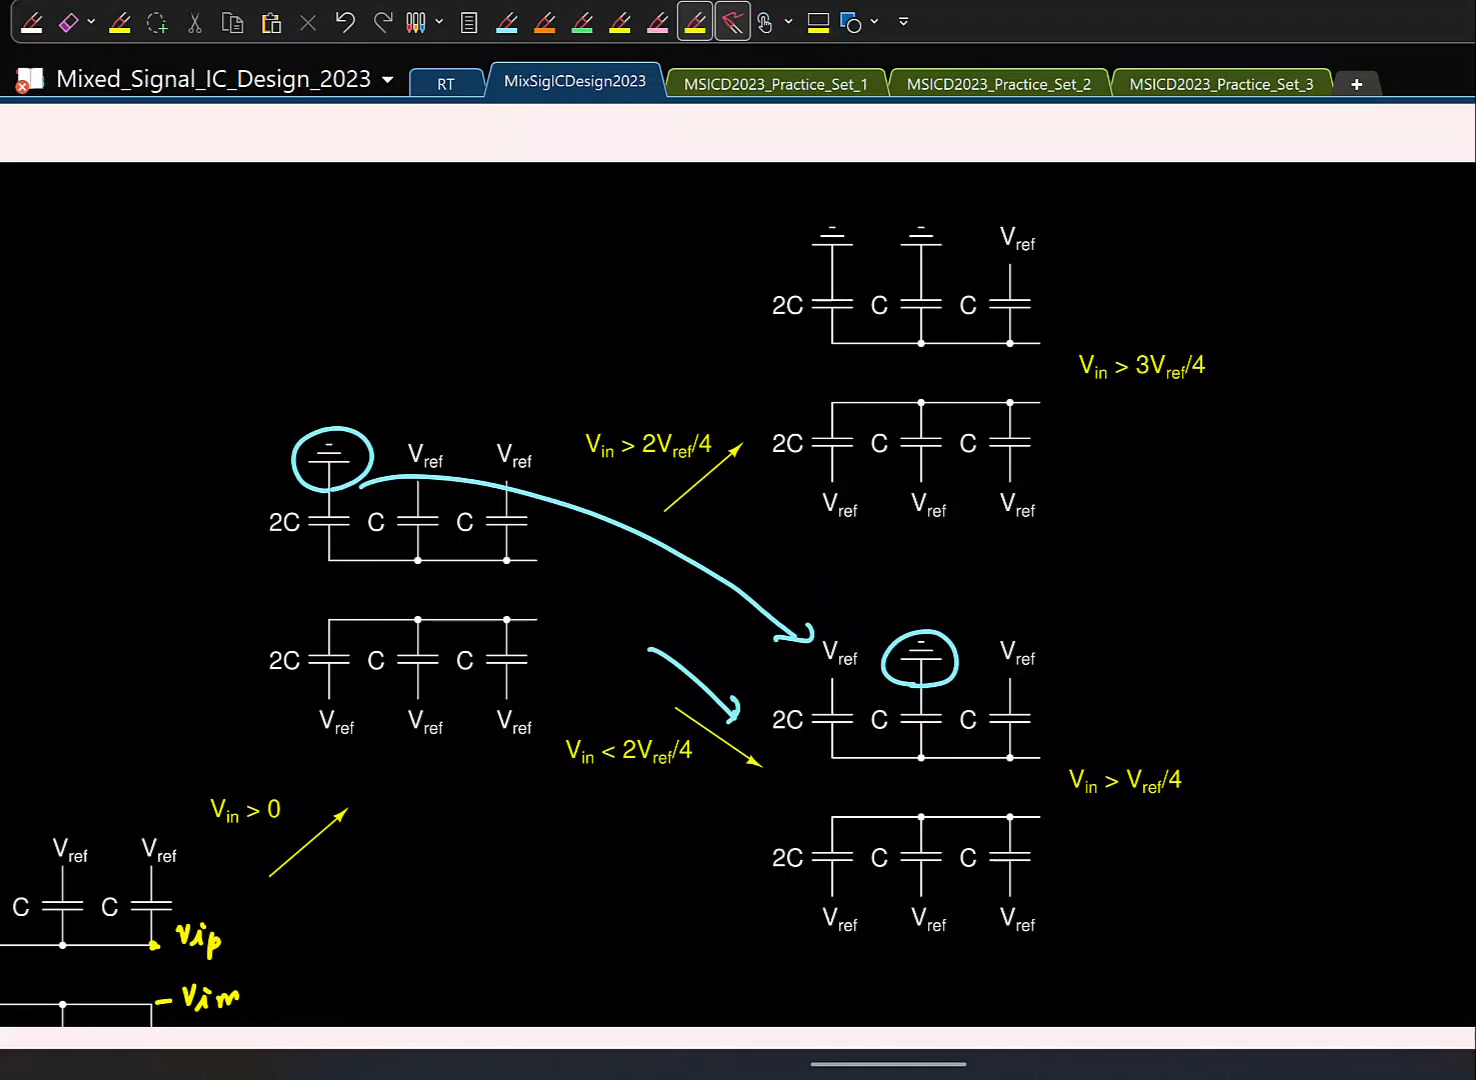 Mixed_Signal_IC_Design_2023
RT
MixSigICDesign2023
MSICD2023_Practice_Set_1
MSICD2023_Practice_Set_2
MSICD2023_Practice_Set_3
+
Vref
2C C C
Vin > 3Vref/4
2C C C
Vref Vref Vref
Vref Vref
Vin > 2Vref/4
2C C C
2C C C
Vref Vref Vref
Vin < 2Vref/4
Vref Vref
2C C C
Vin > Vref/4
2C C C
Vref Vref Vref
Vin > 0
Vref Vref
C C
Vip
- Vim